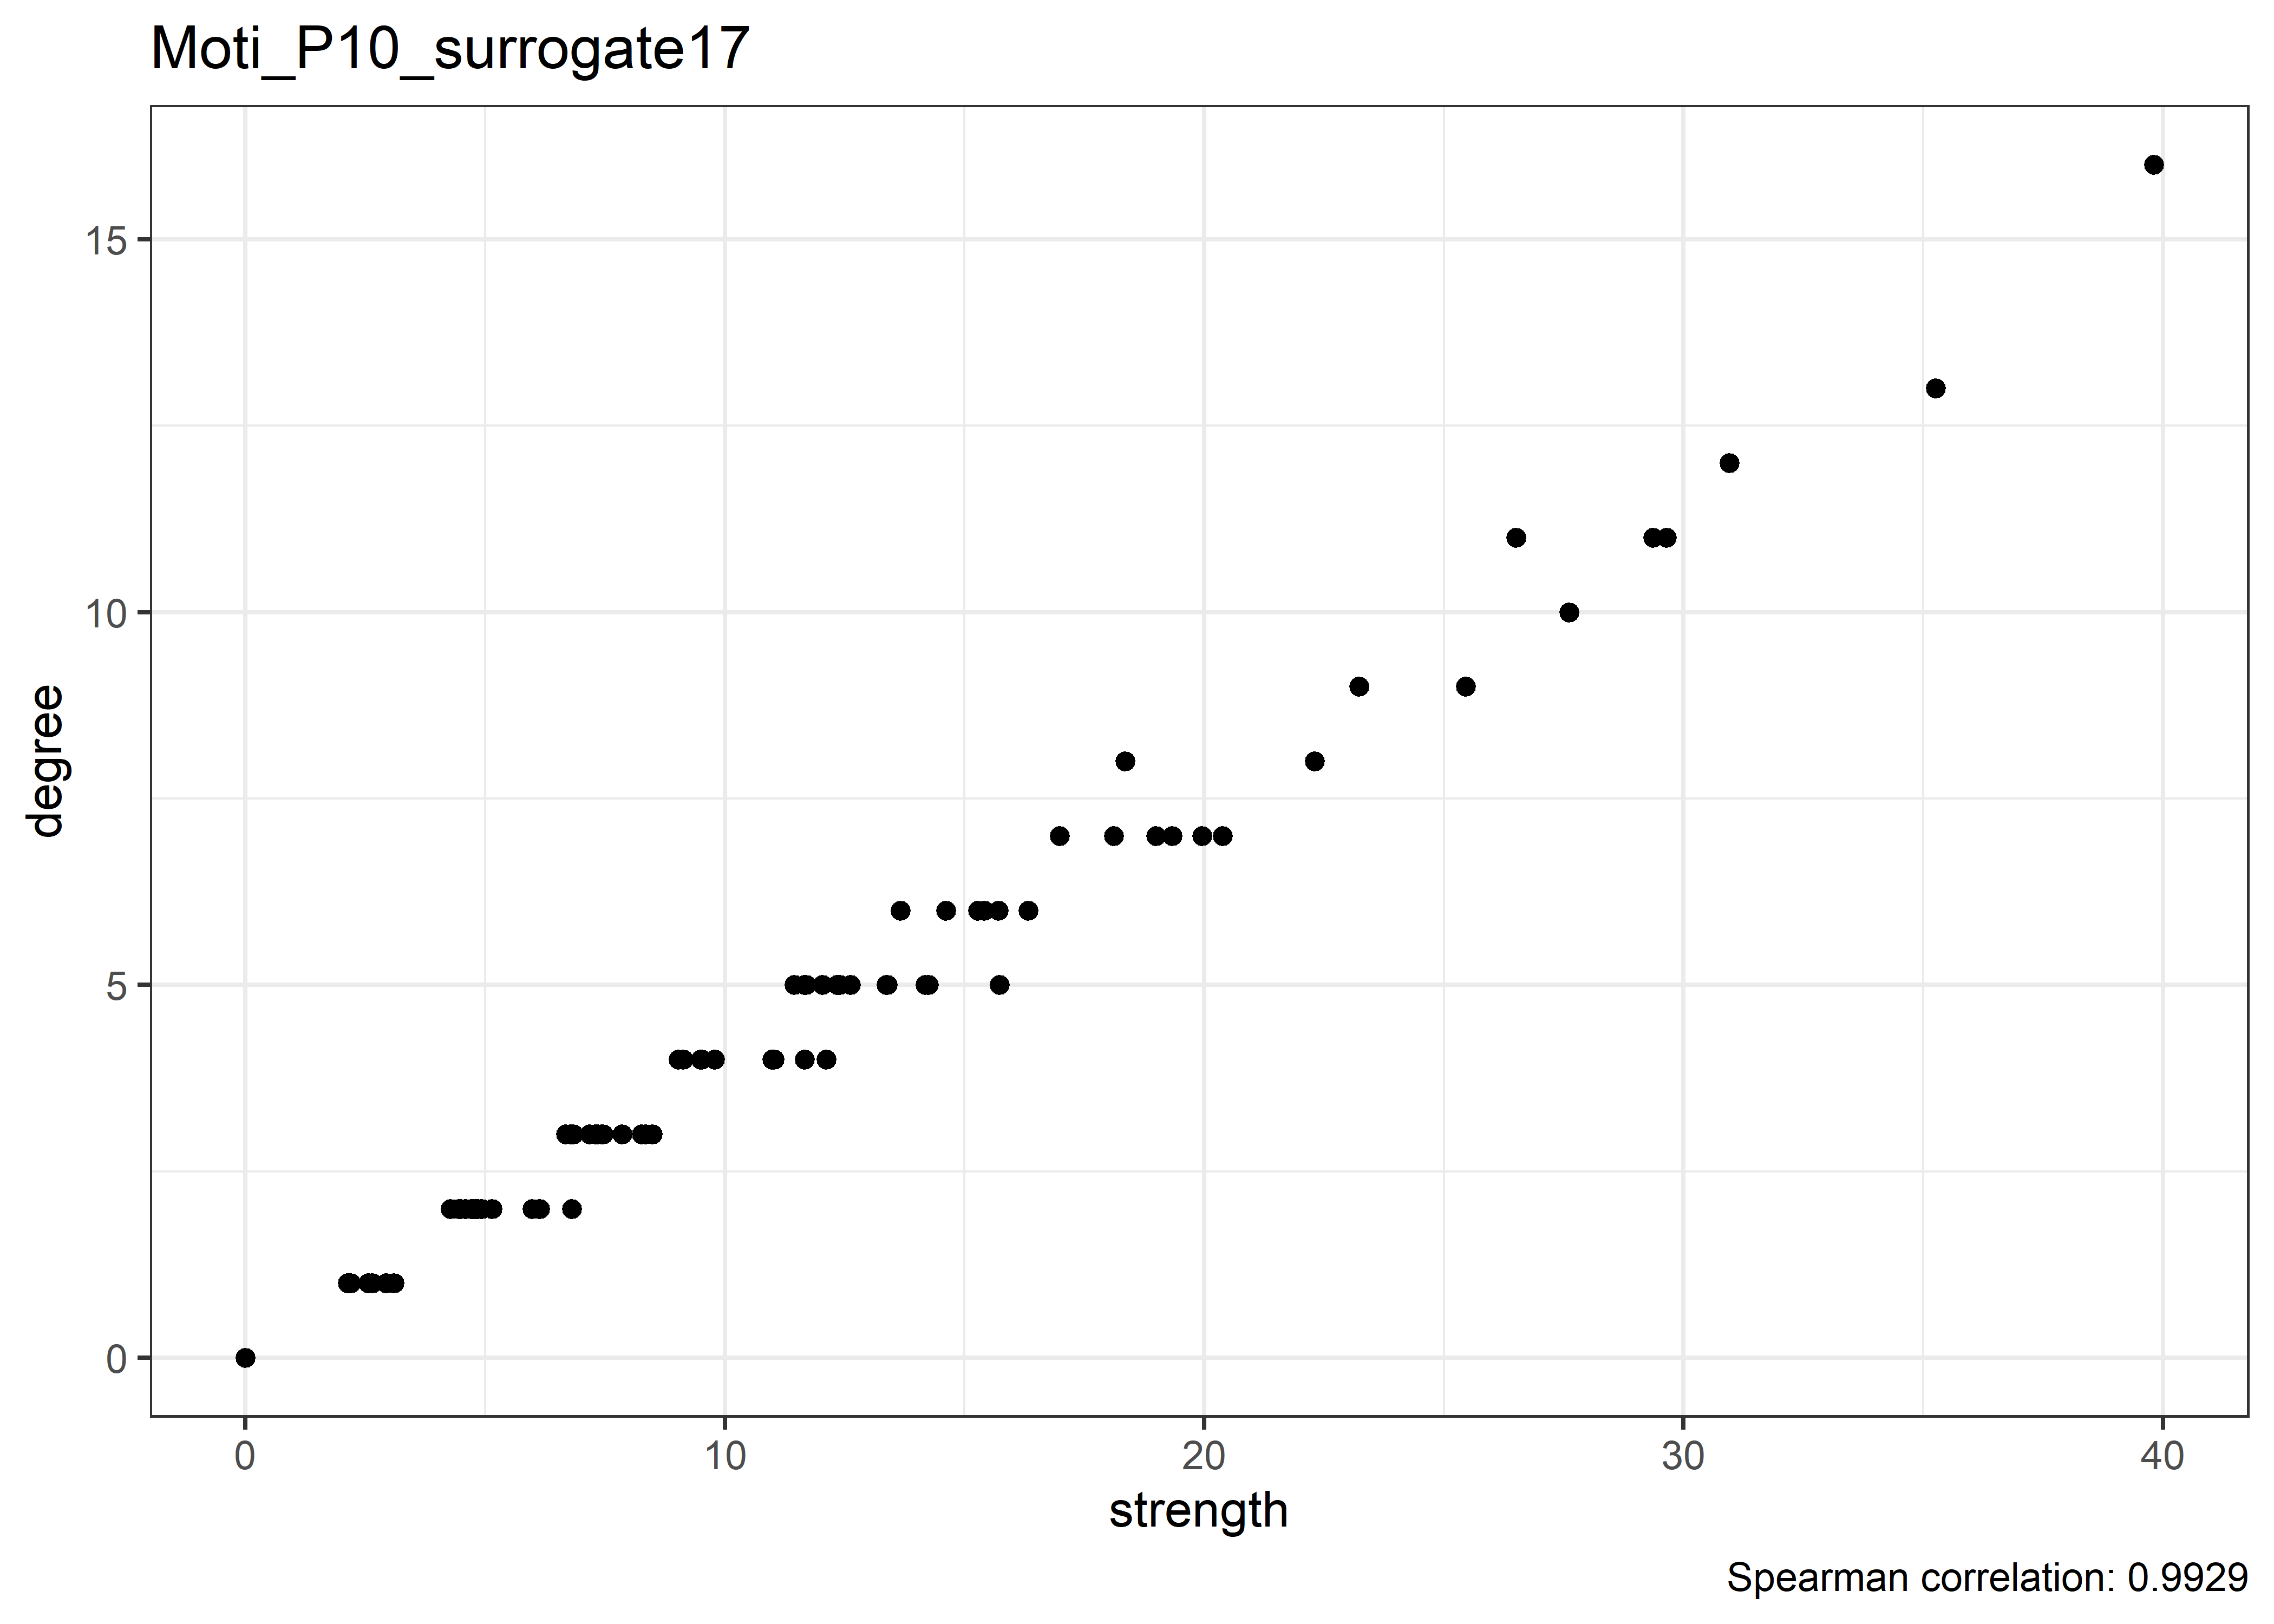 Moti_P10_surrogate17
degree
15
10
5
0
0 10 20 30 40
strength
Spearman correlation: 0.9929